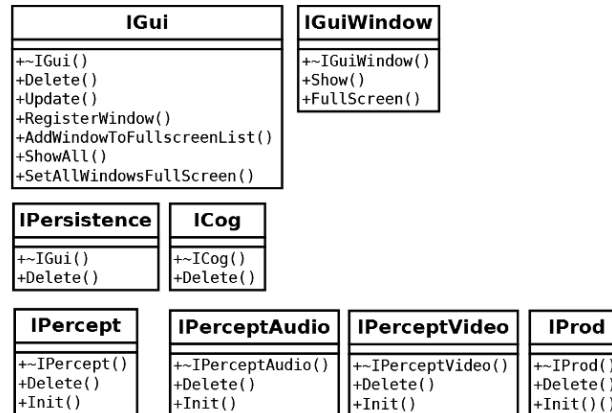 IGui
+~IGui()
+Delete()
+Update()
+RegisterWindow()
+AddWindowToFullscreenList()
+ShowAll()
+SetAllWindowsFullScreen()
IGuiWindow
+~IGuiWindow()
+Show()
+FullScreen()
IPersistence
+~IGui()
+Delete()
ICog
+~ICog()
+Delete()
IPercept
+~IPercept()
+Delete()
+Init()
IPerceptAudio
+~IPerceptAudio()
+Delete()
+Init()
IPerceptVideo
+~IPerceptVideo()
+Delete()
+Init()
IProd
+~IProd()
+Delete()
+Init()()